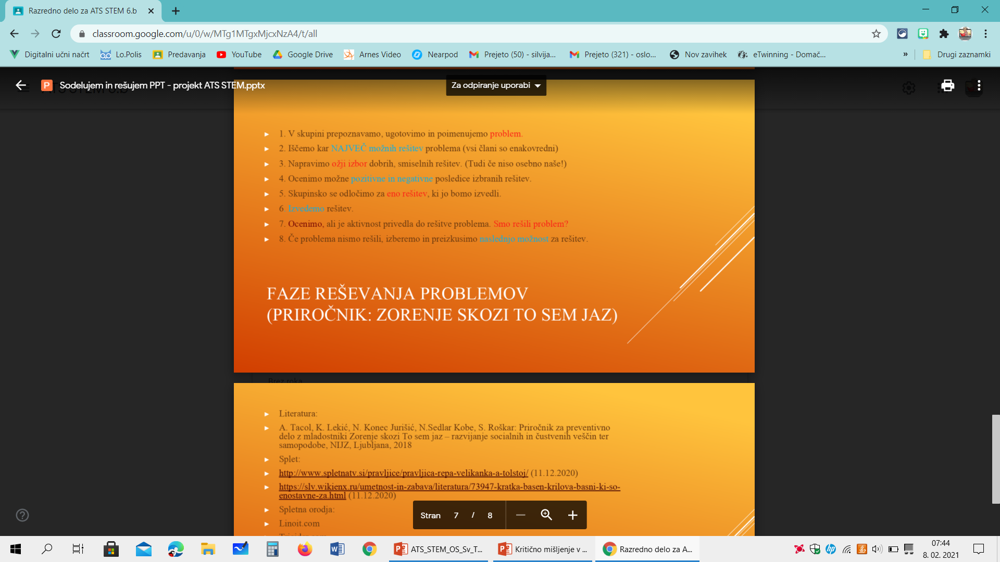 Razredno delo za ATS STEM 6.b
classroom.google.com/u/0/w/MTg1MTgxMjcxNzA4/t/all
Digitalni učni načrt
Lo.Polis
Predavanja
YouTube
Google Drive
Arnes Video
Nearpod
Prejeto (50) - silvija...
Prejeto (321) - oslo...
Nov zavihek
eTwinning - Domač...
»
Drugi zaznamki
Sodelujem in rešujem PPT - projekt ATS STEM.pptx
Za odpiranje uporabi
1. V skupini prepoznavamo, ugotovimo in poimenujemo problem.
2. Iščemo kar NAJVEČ možnih rešitev problema (vsi člani so enakovredni)
3. Napravimo ožji izbor dobrih, smiselnih rešitev. (Tudi če niso osebno naše!)
4. Ocenimo možne pozitivne in negativne posledice izbranih rešitev.
5. Skupinsko se odločimo za eno rešitev, ki jo bomo izvedli.
6. Izvedemo rešitev.
7. Ocenimo, ali je aktivnost privedla do rešitve problema. Smo rešili problem?
8. Če problema nismo rešili, izberemo in preizkusimo naslednjo možnost za rešitev.
FAZE REŠEVANJA PROBLEMOV
(PRIROČNIK: ZORENJE SKOZI TO SEM JAZ)
Brez roka
Literatura:
A. Tacol, K. Lekić, N. Konec Jurišić, N.Sedlar Kobe, S. Roškar: Priročnik za preventivno
delo z mladostniki Zorenje skozi To sem jaz – razvijanje socialnih in čustvenih veščin ter
samopodobe, NIJZ, Ljubljana, 2018
Splet:
http://www.spletnatv.si/pravljice/pravljica-repa-velikanka-a-tolstoj/ (11.12.2020)
https://slv.wikienx.ru/umetnost-in-zabava/literatura/73947-kratka-basen-krilova-basni-ki-so-
enostavne-za.html (11.12.2020)
Spletna orodja:
Linoit.com
Stran 7 / 8
ATS_STEM_OS_Sv_T...
Kritično mišljenje v ...
Razredno delo za A...
07:44
8. 02. 2021